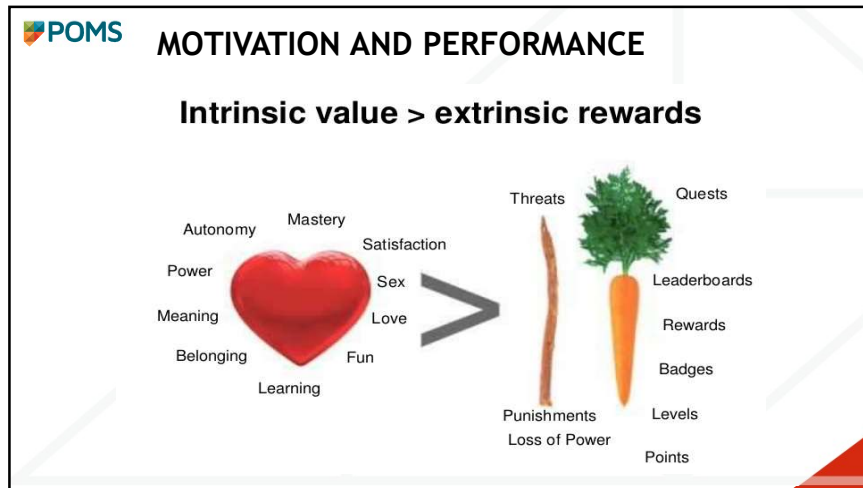 POMS
MOTIVATION AND PERFORMANCE
Intrinsic value > extrinsic rewards
Autonomy
Mastery
Satisfaction
Power
Sex
Meaning
Love
Belonging
Fun
Learning
>
Threats
Quests
Leaderboards
Rewards
Badges
Punishments
Levels
Loss of Power
Points